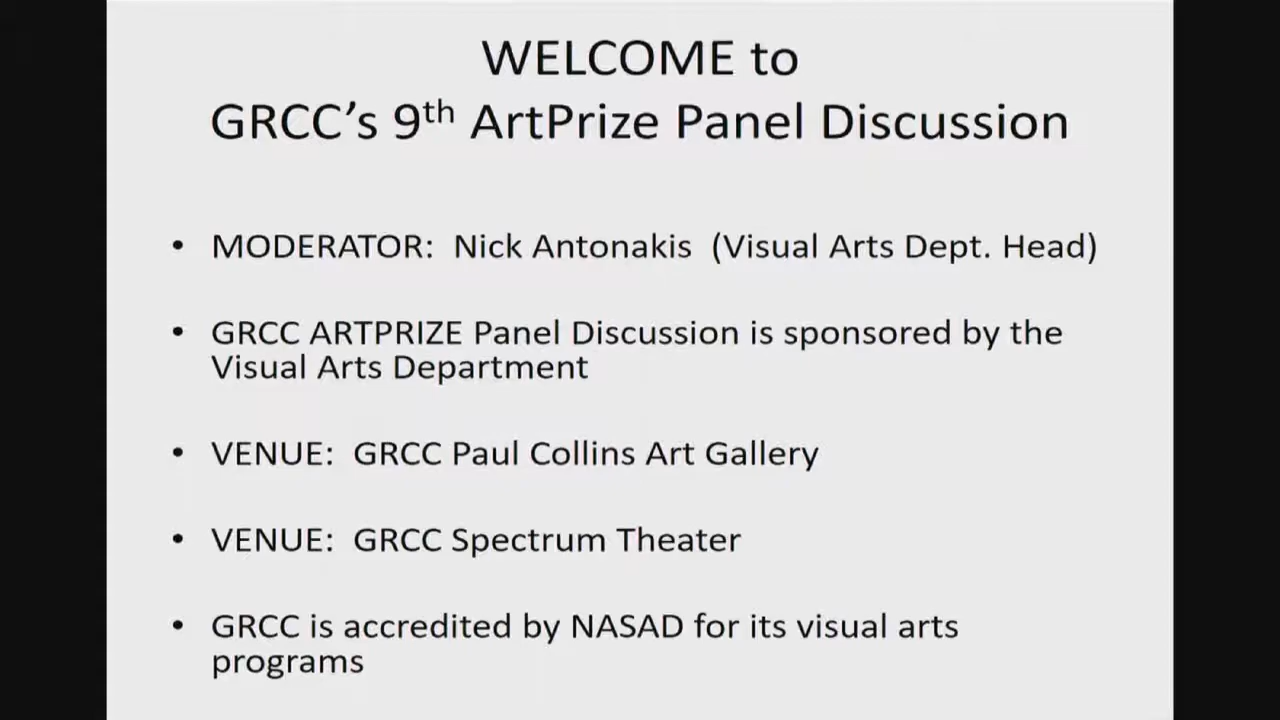 WELCOME to
GRCC’s 9th ArtPrize Panel Discussion
• MODERATOR:  Nick Antonakis  (Visual Arts Dept. Head)
• GRCC ARTPRIZE Panel Discussion is sponsored by the
Visual Arts Department
• VENUE:  GRCC Paul Collins Art Gallery
• VENUE:  GRCC Spectrum Theater
• GRCC is accredited by NASAD for its visual arts
programs